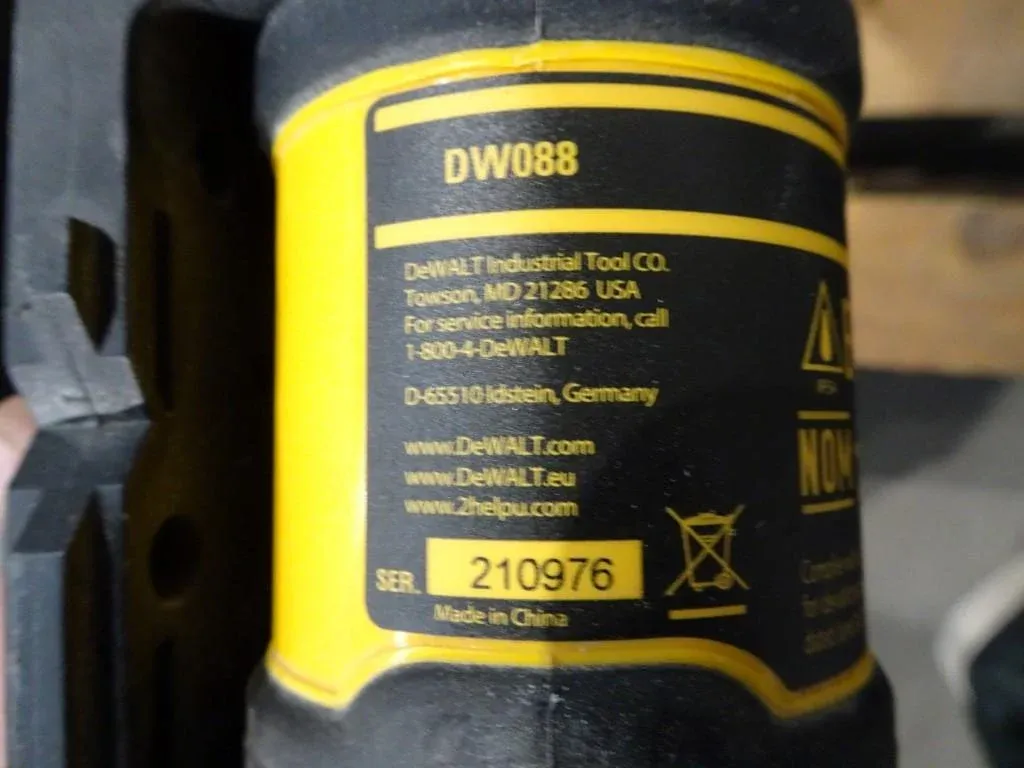 DW088
DeWALT Industrial Tool CO.
Towson, MD 21286 USA
For service information, call
1-800-4-DeWALT
D-65510 Idstein, Germany
www.DeWALT.com
www.DeWALT.eu
www.2helpu.com
SER. 210976
Made in China
NOM